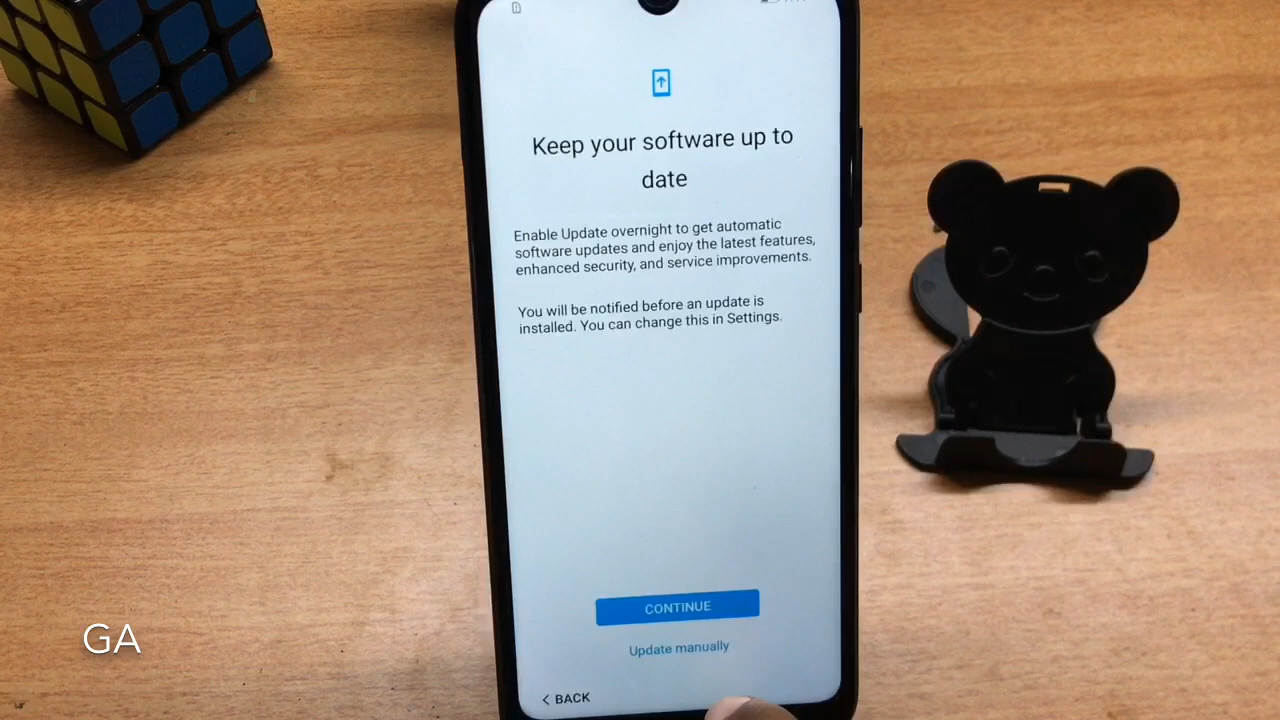 Keep your software up to
date
Enable Update overnight to get automatic
software updates and enjoy the latest features,
enhanced security, and service improvements.
You will be notified before an update is
installed. You can change this in Settings.
CONTINUE
Update manually
< BACK
GA